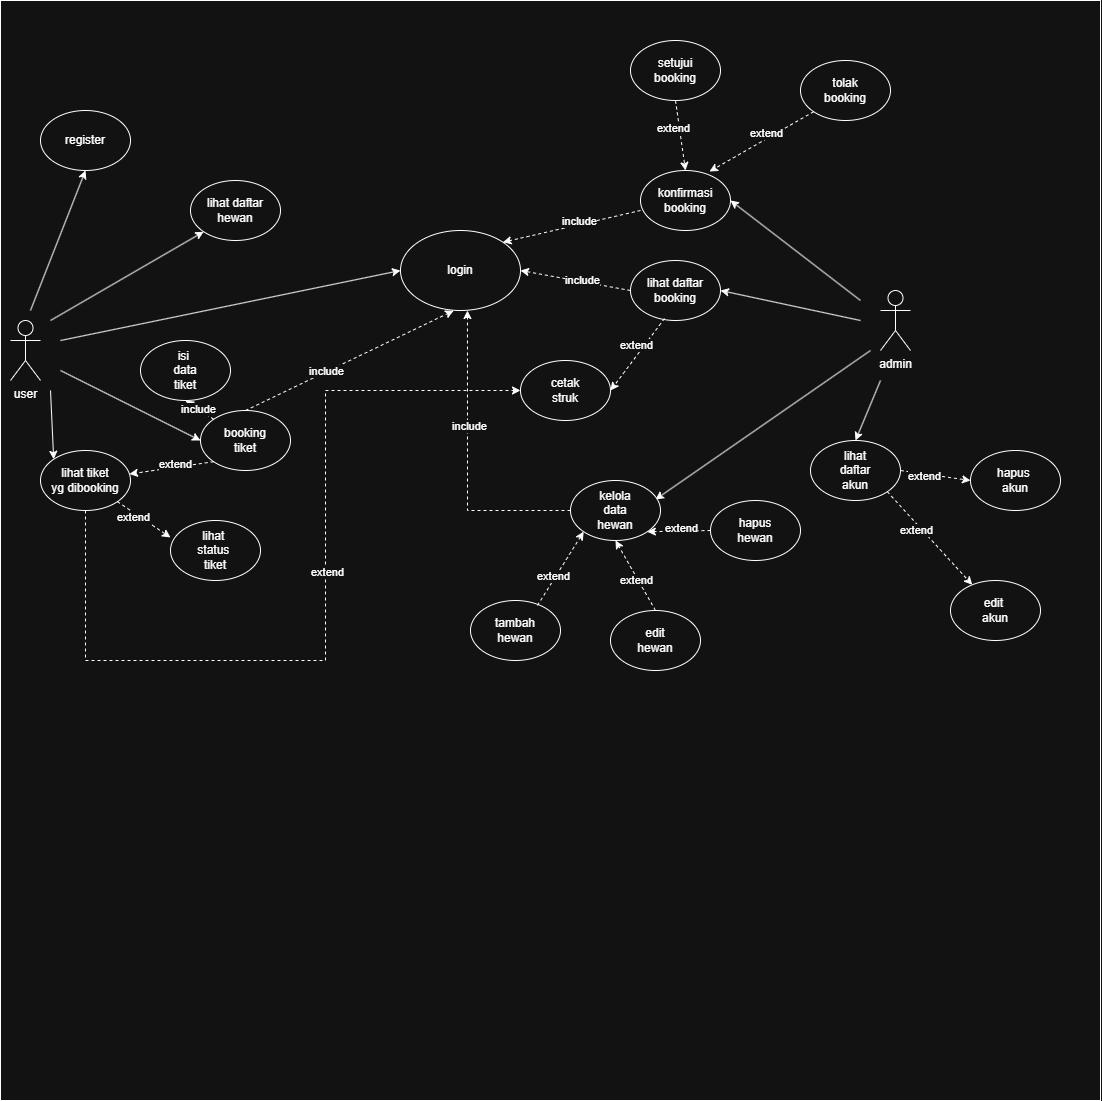 setujui
booking
tolak
booking
extend
extend
register
konfirmasi
booking
lihat daftar
hewan
include
login
include
lihat daftar
booking
extend
isi
data
tiket
include
admin
user
cetak
struk
include
booking
tiket
include
extend
lihat tiket
yg dibooking
lihat
daftar
akun
extend
hapus
akun
kelola
data
hewan
extend
hapus
hewan
extend
lihat
status
tiket
extend
extend
extend
extend
tambah
hewan
edit
hewan
edit
akun